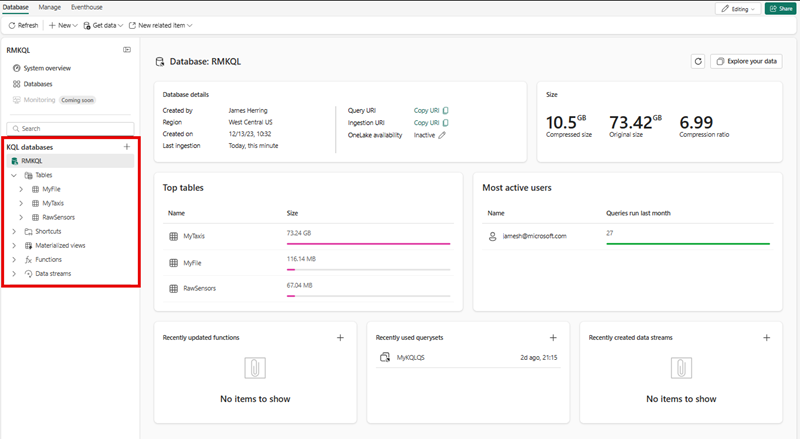 Database Manage Eventhouse
Editing Share
Refresh New Get data New related item
RMKQL
System overview
Databases
Monitoring Coming soon
Search
KQL databases
RMKQL
Tables
MyFile
MyTaxis
RawSensors
Shortcuts
Materialized views
Functions
Data streams
Database: RMKQL
Explore your data
Database details
Created by James Herring
Region West Central US
Created on 12/13/23, 10:32
Last ingestion Today, this minute
Query URI Copy URI
Ingestion URI Copy URI
OneLake availability Inactive
Size
10.5GB 73.42GB 6.99
Compressed size Original size Compression ratio
Top tables
Name Size
MyTaxis 73.24 GB
MyFile 116.14 MB
RawSensors 67.04 MB
Most active users
Name Queries run last month
jamesh@microsoft.com 27
Recently updated functions
No items to show
Recently used querysets
MyKQLQS 2d ago, 21:15
Recently created data streams
No items to show